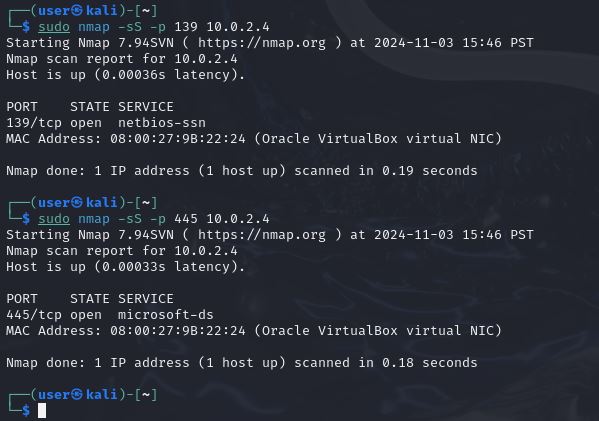 ┌──(user㉿kali)-[~]
└─$ sudo nmap -sS -p 139 10.0.2.4
Starting Nmap 7.94SVN ( https://nmap.org ) at 2024-11-03 15:46 PST
Nmap scan report for 10.0.2.4
Host is up (0.00036s latency).

PORT    STATE SERVICE
139/tcp open  netbios-ssn
MAC Address: 08:00:27:9B:22:24 (Oracle VirtualBox virtual NIC)

Nmap done: 1 IP address (1 host up) scanned in 0.19 seconds

┌──(user㉿kali)-[~]
└─$ sudo nmap -sS -p 445 10.0.2.4
Starting Nmap 7.94SVN ( https://nmap.org ) at 2024-11-03 15:46 PST
Nmap scan report for 10.0.2.4
Host is up (0.00033s latency).

PORT    STATE SERVICE
445/tcp open  microsoft-ds
MAC Address: 08:00:27:9B:22:24 (Oracle VirtualBox virtual NIC)

Nmap done: 1 IP address (1 host up) scanned in 0.18 seconds

┌──(user㉿kali)-[~]
└─$